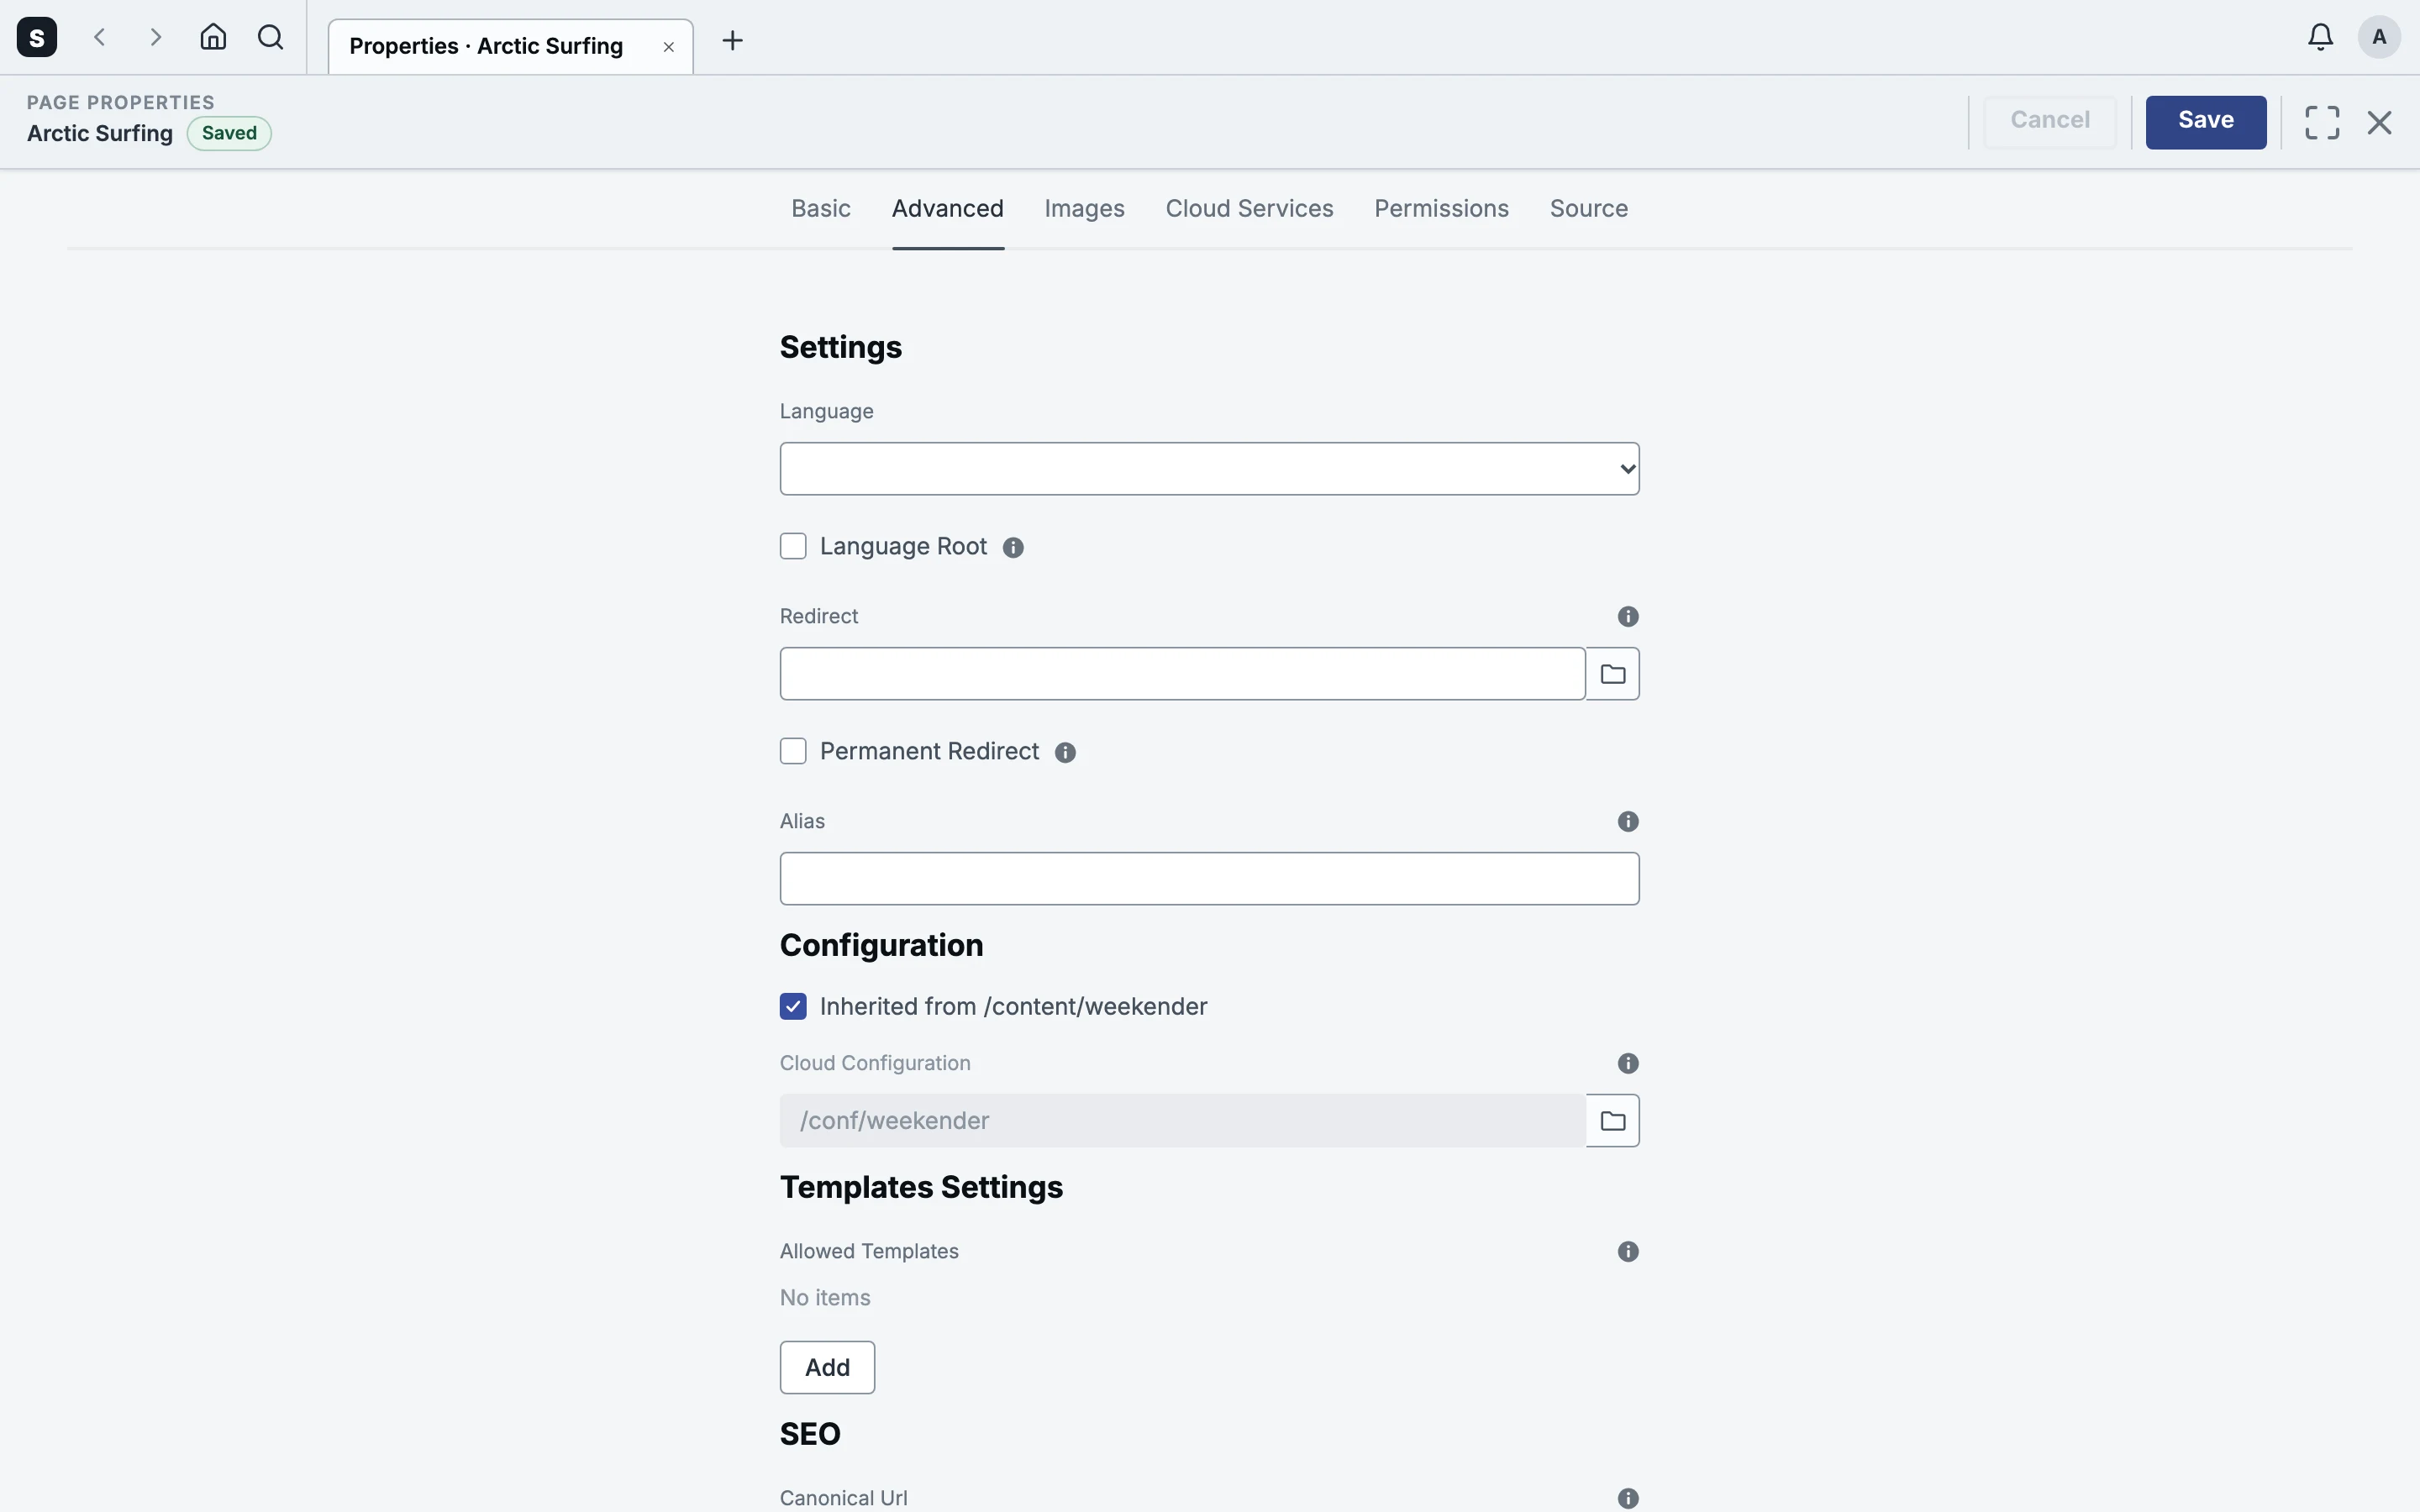 S
Properties · Arctic Surfing
A
PAGE PROPERTIES
Arctic Surfing Saved
Cancel Save
Basic Advanced Images Cloud Services Permissions Source
Settings
Language
Language Root
Redirect
Permanent Redirect
Alias
Configuration
Inherited from /content/weekender
Cloud Configuration
/conf/weekender
Templates Settings
Allowed Templates
No items
Add
SEO
Canonical Url